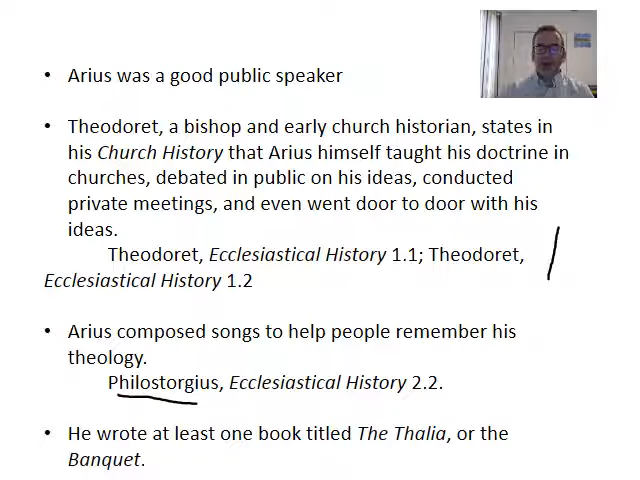 • Arius was a good public speaker
• Theodoret, a bishop and early church historian, states in
his Church History that Arius himself taught his doctrine in
churches, debated in public on his ideas, conducted
private meetings, and even went door to door with his
ideas.
Theodoret, Ecclesiastical History 1.1; Theodoret,
Ecclesiastical History 1.2
• Arius composed songs to help people remember his
theology.
Philostorgius, Ecclesiastical History 2.2.
• He wrote at least one book titled The Thalia, or the
Banquet.